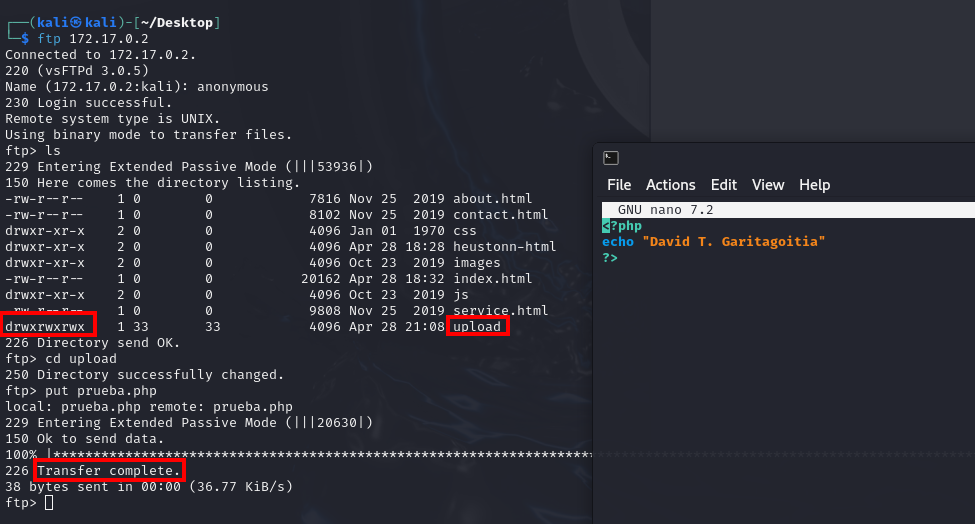 ┌──(kali㉿kali)-[~/Desktop]
└─$ ftp 172.17.0.2
Connected to 172.17.0.2.
220 (vsFTPd 3.0.5)
Name (172.17.0.2:kali): anonymous
230 Login successful.
Remote system type is UNIX.
Using binary mode to transfer files.
ftp> ls
229 Entering Extended Passive Mode (|||53936|)
150 Here comes the directory listing.
-rw-r--r--    1 0        0            7816 Nov 25  2019 about.html
-rw-r--r--    1 0        0            8102 Nov 25  2019 contact.html
drwxr-xr-x    2 0        0            4096 Jan 01  1970 css
drwxr-xr-x    2 0        0            4096 Apr 28 18:28 heustonn-html
drwxr-xr-x    2 0        0            4096 Oct 23  2019 images
-rw-r--r--    1 0        0           20162 Apr 28 18:32 index.html
drwxr-xr-x    2 0        0            4096 Oct 23  2019 js
-rw-r--r--    1 0        0            9808 Nov 25  2019 service.html
drwxrwxrwx    1 33       33           4096 Apr 28 21:08 upload
226 Directory send OK.
ftp> cd upload
250 Directory successfully changed.
ftp> put prueba.php
local: prueba.php remote: prueba.php
229 Entering Extended Passive Mode (|||20630|)
150 Ok to send data.
100% |*********************************************************************
226 Transfer complete.
38 bytes sent in 00:00 (36.77 KiB/s)
ftp>
File Actions Edit View Help
GNU nano 7.2
<?php
echo "David T. Garitagoitia"
?>